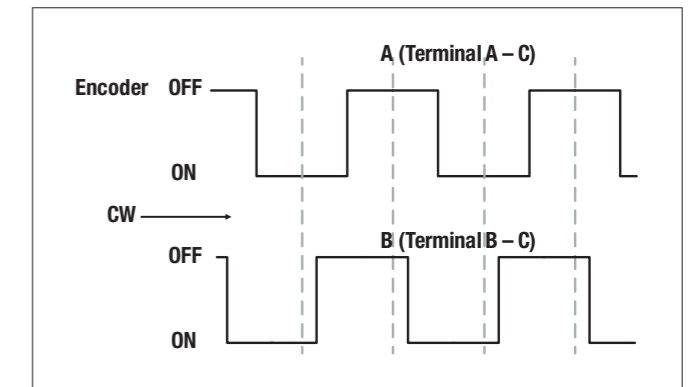 A (Terminal A – C)
Encoder OFF
ON
CW
B (Terminal B – C)
OFF
ON